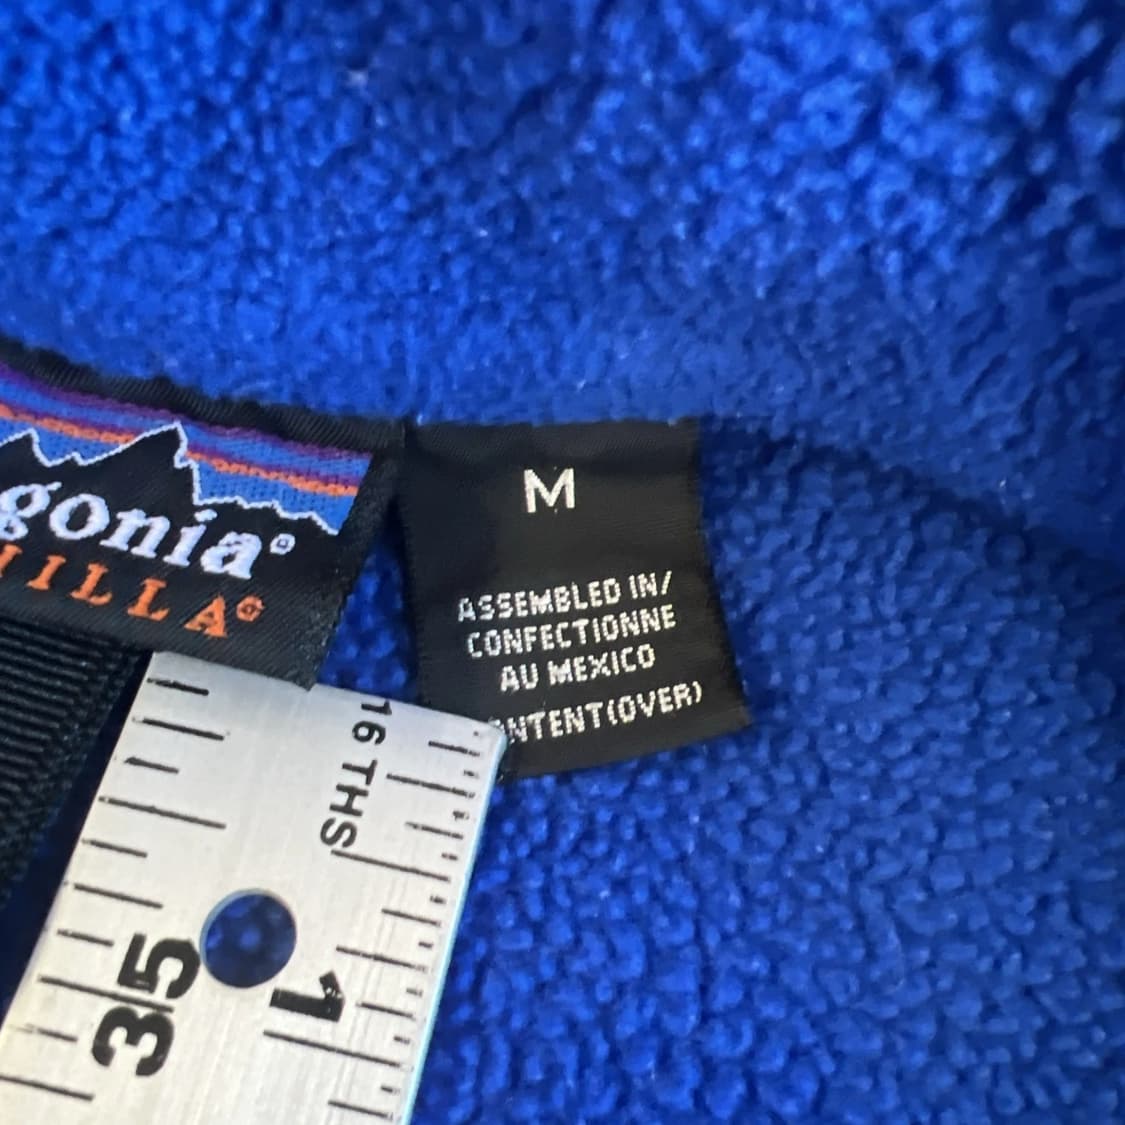 gonia®
ILLA®
M
ASSEMBLED IN/
CONFECTIONNE
AU MEXICO
NTENT(OVER)
16 THS
1
35